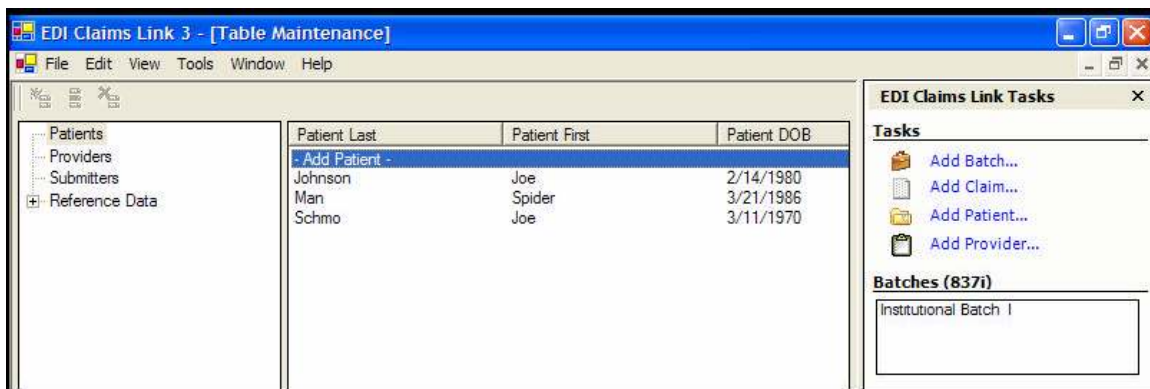 EDI Claims Link 3 - [Table Maintenance]
File Edit View Tools Window Help
Patients
Providers
Submitters
Reference Data
Patient Last Patient First Patient DOB
- Add Patient -
Johnson Joe 2/14/1980
Man Spider 3/21/1986
Schmo Joe 3/11/1970
EDI Claims Link Tasks
Tasks
Add Batch...
Add Claim...
Add Patient...
Add Provider...
Batches (837i)
Institutional Batch 1